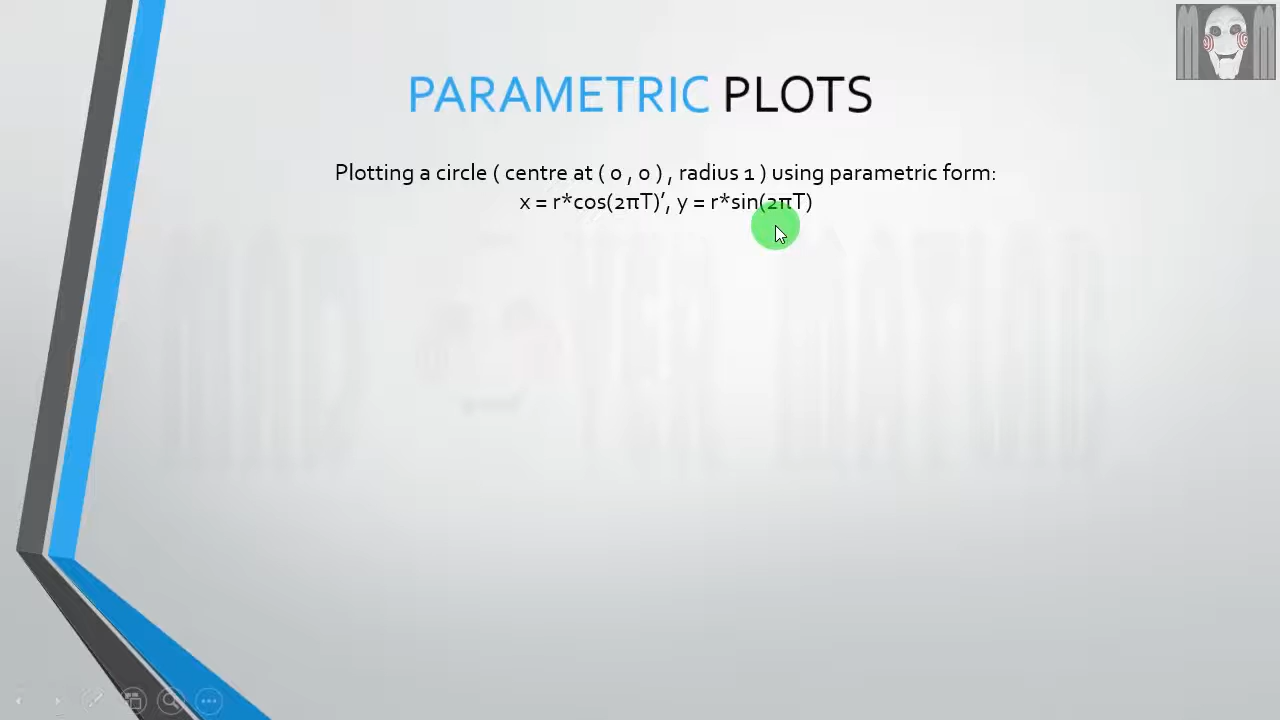 PARAMETRIC PLOTS
Plotting a circle ( centre at ( 0 , 0 ) , radius 1 ) using parametric form:
x = r*cos(2πT)’, y = r*sin(2πT)